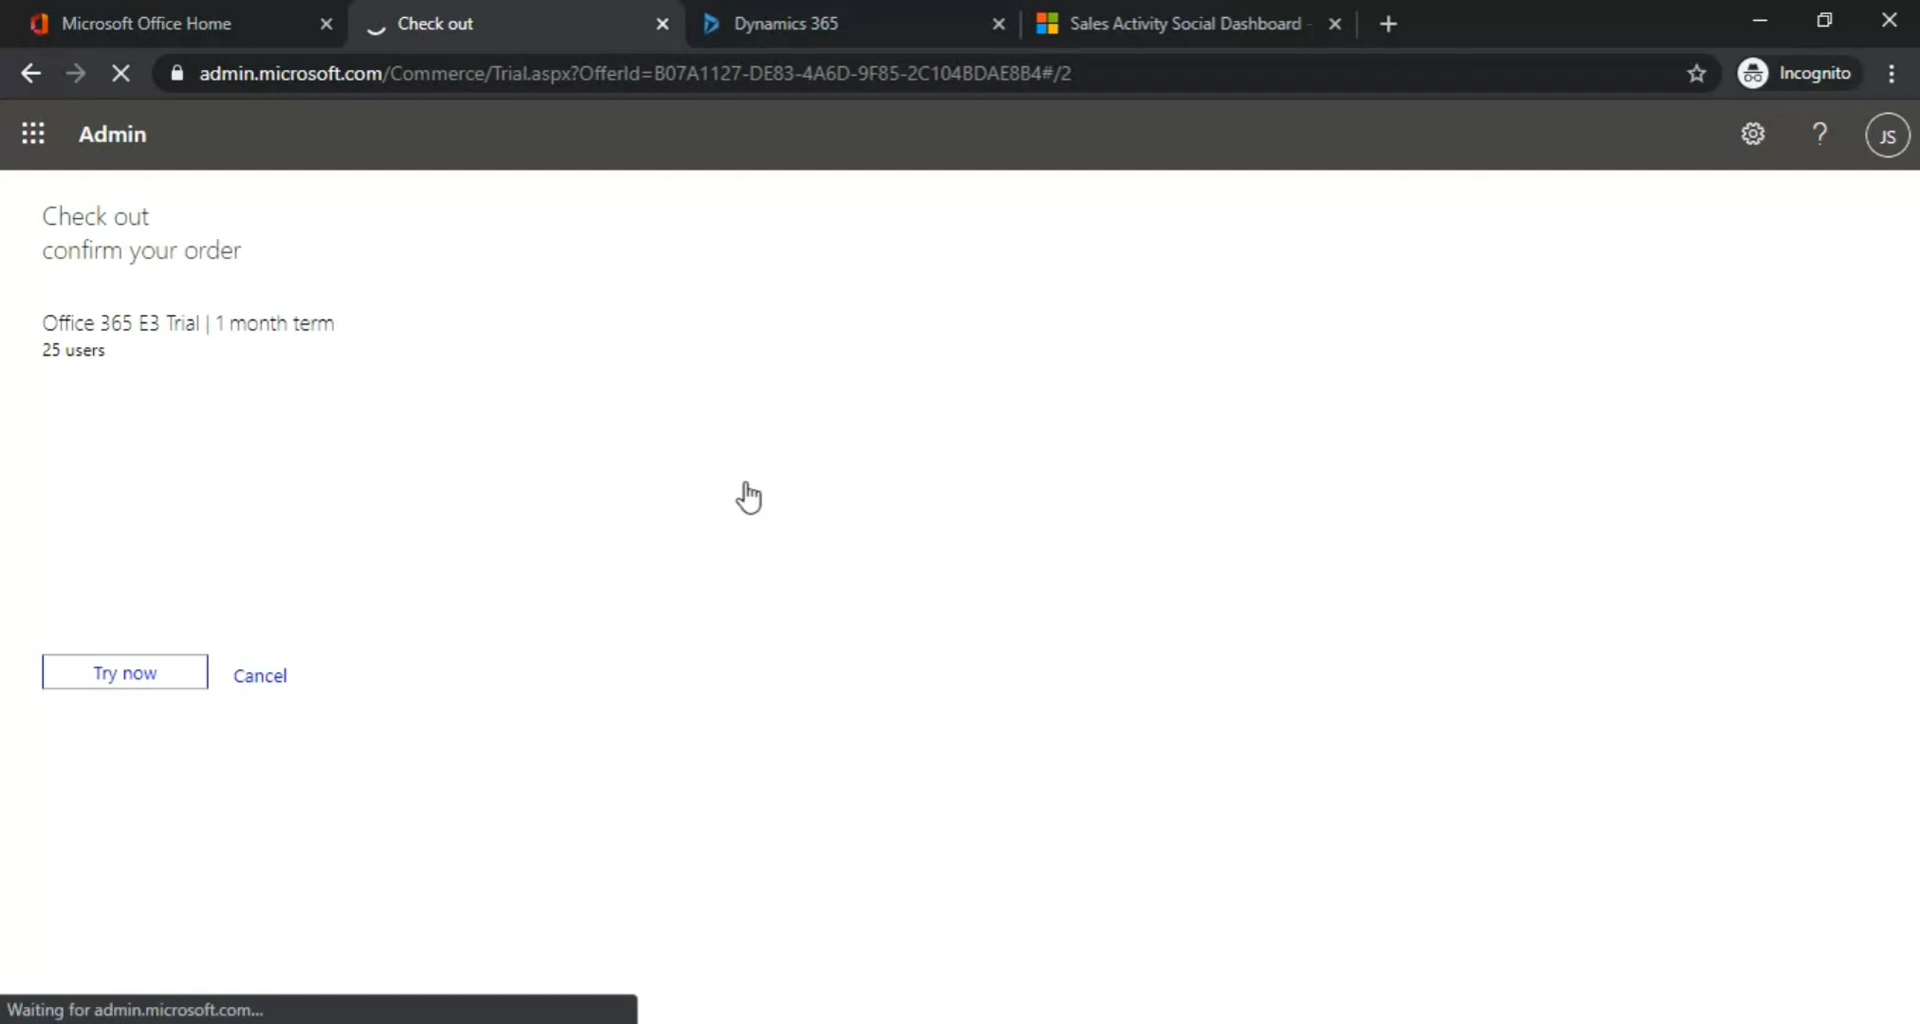 Microsoft Office Home
Check out
Dynamics 365
Sales Activity Social Dashboard -
admin.microsoft.com/Commerce/Trial.aspx?OfferId=B07A1127-DE83-4A6D-9F85-2C104BDAE8B4#/2
Incognito
Admin
?
JS
Check out
confirm your order
Office 365 E3 Trial | 1 month term
25 users
Try now
Cancel
Waiting for admin.microsoft.com...